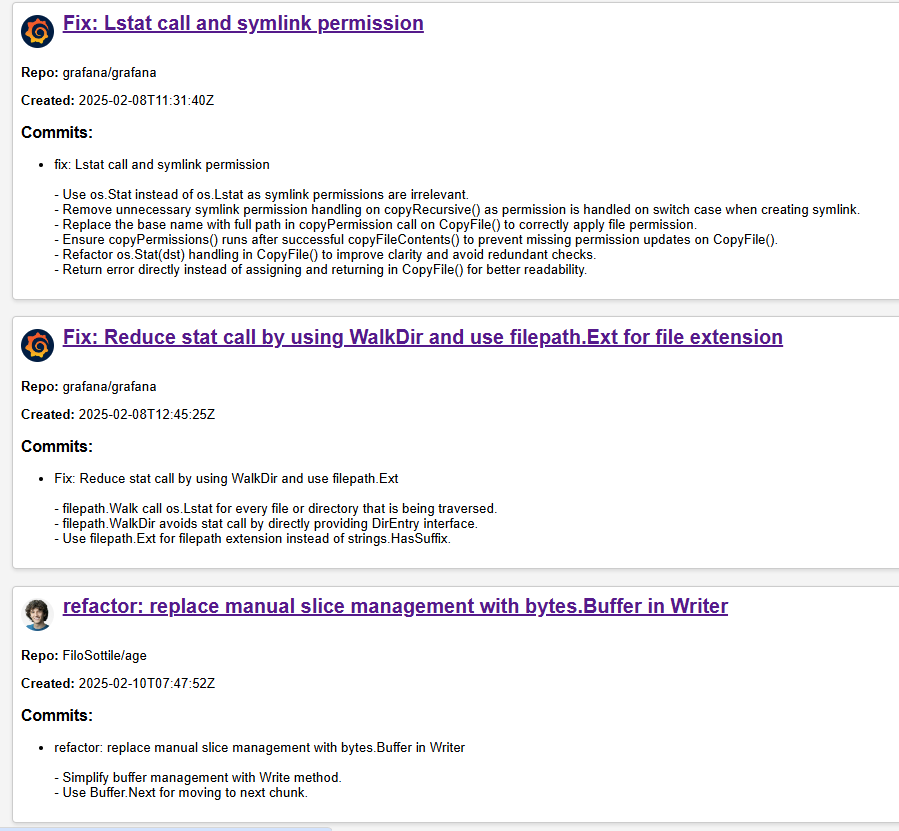 Fix: Lstat call and symlink permission
Repo: grafana/grafana
Created: 2025-02-08T11:31:40Z
Commits:
• fix: Lstat call and symlink permission
- Use os.Stat instead of os.Lstat as symlink permissions are irrelevant.
- Remove unnecessary symlink permission handling on copyRecursive() as permission is handled on switch case when creating symlink.
- Replace the base name with full path in copyPermission call on CopyFile() to correctly apply file permission.
- Ensure copyPermissions() runs after successful copyFileContents() to prevent missing permission updates on CopyFile().
- Refactor os.Stat(dst) handling in CopyFile() to improve clarity and avoid redundant checks.
- Return error directly instead of assigning and returning in CopyFile() for better readability.
Fix: Reduce stat call by using WalkDir and use filepath.Ext for file extension
Repo: grafana/grafana
Created: 2025-02-08T12:45:25Z
Commits:
• Fix: Reduce stat call by using WalkDir and use filepath.Ext
- filepath.Walk call os.Lstat for every file or directory that is being traversed.
- filepath.WalkDir avoids stat call by directly providing DirEntry interface.
- Use filepath.Ext for filepath extension instead of strings.HasSuffix.
refactor: replace manual slice management with bytes.Buffer in Writer
Repo: FiloSottile/age
Created: 2025-02-10T07:47:52Z
Commits:
• refactor: replace manual slice management with bytes.Buffer in Writer
- Simplify buffer management with Write method.
- Use Buffer.Next for moving to next chunk.